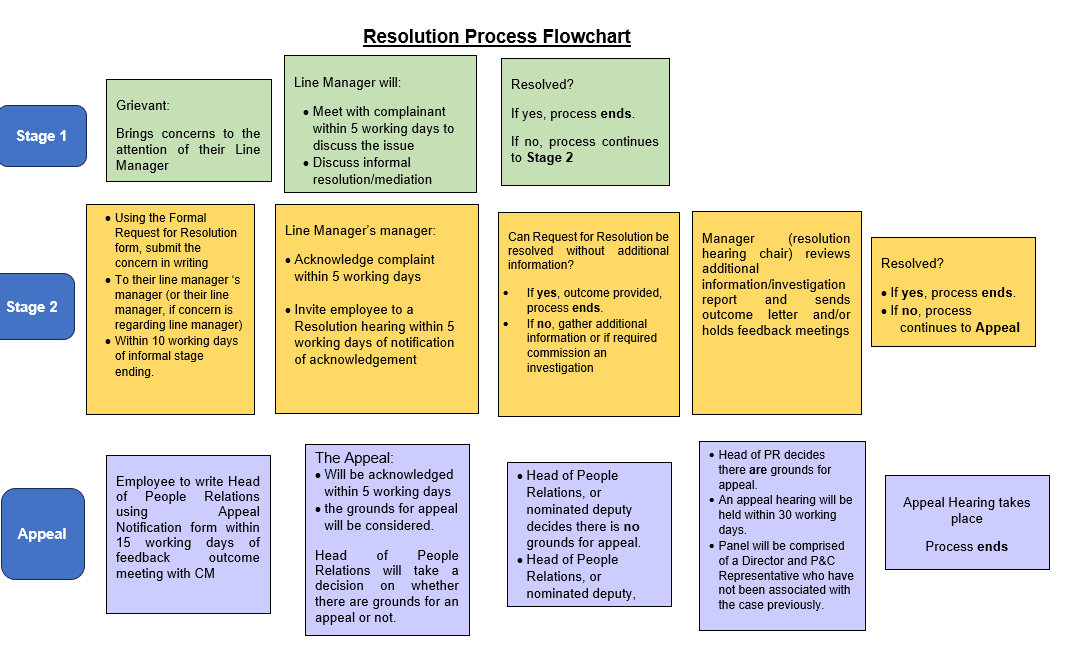 Resolution Process Flowchart
Stage 1
Grievant:
Brings concerns to the
attention of their Line
Manager
Line Manager will:
• Meet with complainant
within 5 working days to
discuss the issue
• Discuss informal
resolution/mediation
Resolved?
If yes, process ends.
If no, process continues
to Stage 2
Stage 2
• Using the Formal
Request for Resolution
form, submit the
concern in writing
• To their line manager ‘s
manager (or their line
manager, if concern is
regarding line manager)
• Within 10 working days
of informal stage
ending.
Line Manager’s manager:
• Acknowledge complaint
within 5 working days
• Invite employee to a
Resolution hearing within 5
working days of notification
of acknowledgement
Can Request for Resolution be
resolved without additional
information?
• If yes, outcome provided,
process ends.
• If no, gather additional
information or if required
commission an
investigation
Manager (resolution
hearing chair) reviews
additional
information/investigation
report and sends
outcome letter and/or
holds feedback meetings
Resolved?
• If yes, process ends.
• If no, process
continues to Appeal
Appeal
Employee to write Head
of People Relations
using Appeal
Notification form within
15 working days of
feedback outcome
meeting with CM
The Appeal:
• Will be acknowledged
within 5 working days
• the grounds for appeal
will be considered.
Head of People
Relations will take a
decision on whether
there are grounds for an
appeal or not.
• Head of People
Relations, or
nominated deputy
decides there is no
grounds for appeal.
• Head of People
Relations, or
nominated deputy,
• Head of PR decides
there are grounds for
appeal.
• An appeal hearing will be
held within 30 working
days.
• Panel will be comprised
of a Director and P&C
Representative who have
not been associated with
the case previously.
Appeal Hearing takes
place
Process ends